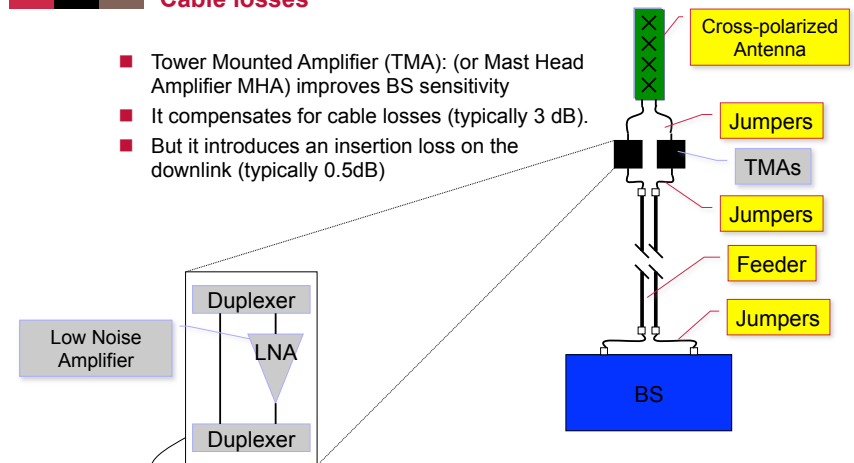 Cable losses
Tower Mounted Amplifier (TMA): (or Mast Head
Amplifier MHA) improves BS sensitivity
It compensates for cable losses (typically 3 dB).
But it introduces an insertion loss on the
downlink (typically 0.5dB)
Cross-polarized
Antenna
Jumpers
TMAs
Jumpers
Feeder
Jumpers
BS
Duplexer
Low Noise
Amplifier
LNA
Duplexer